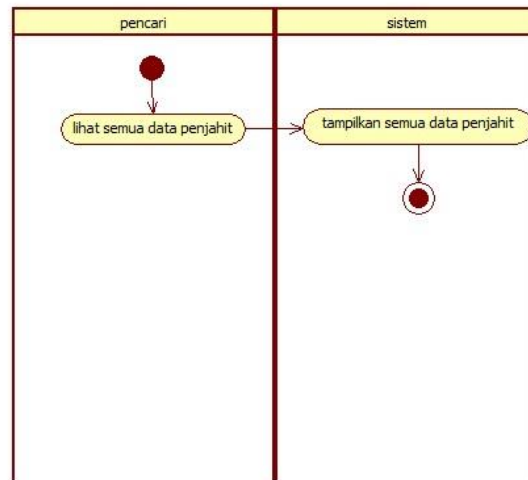 pencari
sistem
lihat semua data penjahit
tampilkan semua data penjahit